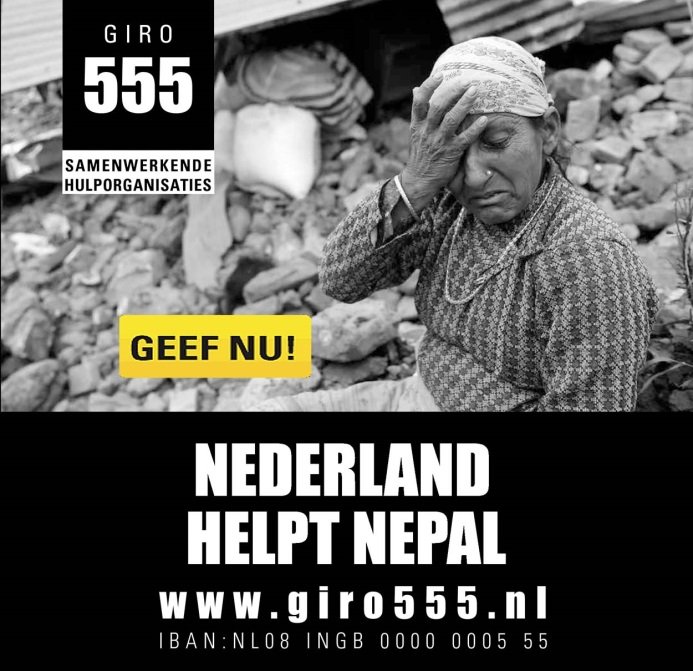 GIRO
555
SAMENWERKENDE
HULPORGANISATIES
GEEF NU!
NEDERLAND
HELPT NEPAL
www.giro555.nl
IBAN:NL08 INGB 0000 0005 55